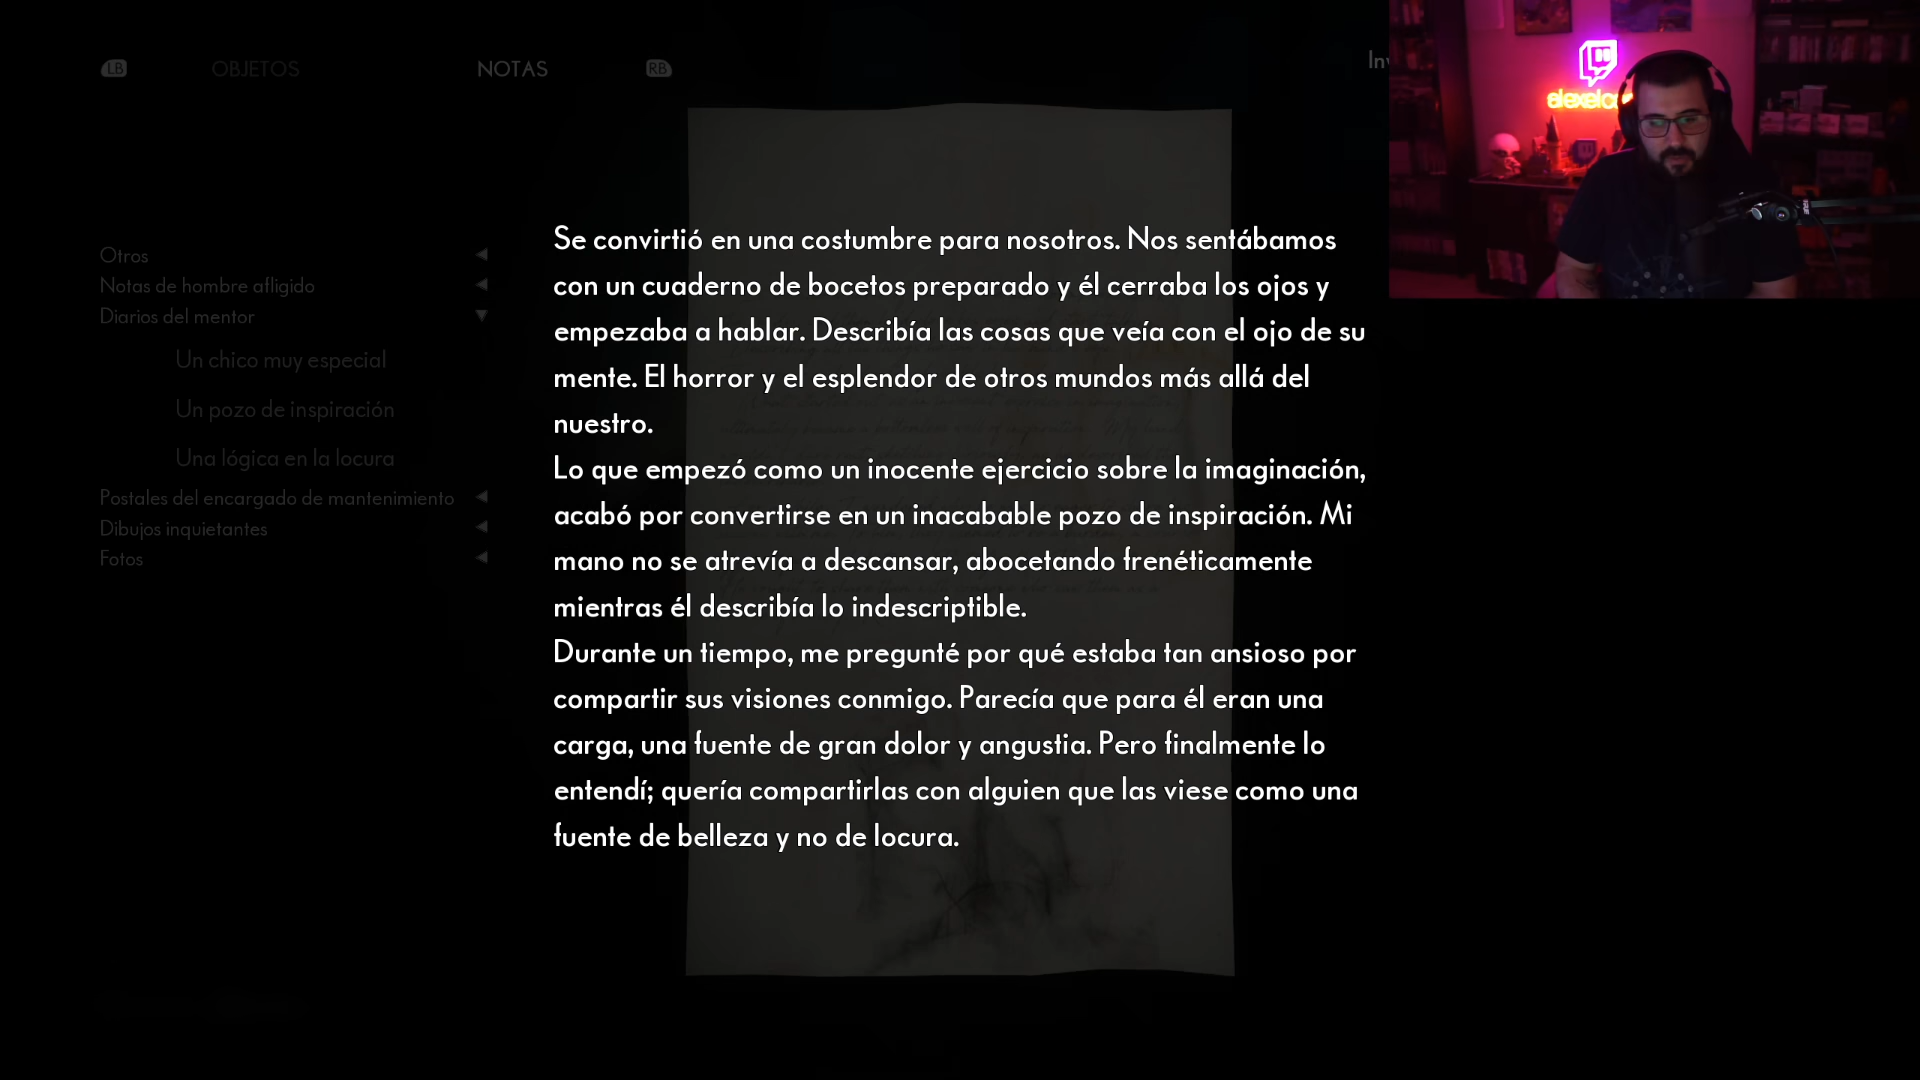 LB
OBJETOS
NOTAS
RB
Inv
Otros
Notas de hombre afligido
Diarios del mentor
Un chico muy especial
Un pozo de inspiración
Una lógica en la locura
Postales del encargado de mantenimiento
Dibujos inquietantes
Fotos
Se convirtió en una costumbre para nosotros. Nos sentábamos
con un cuaderno de bocetos preparado y él cerraba los ojos y
empezaba a hablar. Describía las cosas que veía con el ojo de su
mente. El horror y el esplendor de otros mundos más allá del
nuestro.
Lo que empezó como un inocente ejercicio sobre la imaginación,
acabó por convertirse en un inacabable pozo de inspiración. Mi
mano no se atrevía a descansar, abocetando frenéticamente
mientras él describía lo indescriptible.
Durante un tiempo, me pregunté por qué estaba tan ansioso por
compartir sus visiones conmigo. Parecía que para él eran una
carga, una fuente de gran dolor y angustia. Pero finalmente lo
entendí; quería compartirlas con alguien que las viese como una
fuente de belleza y no de locura.